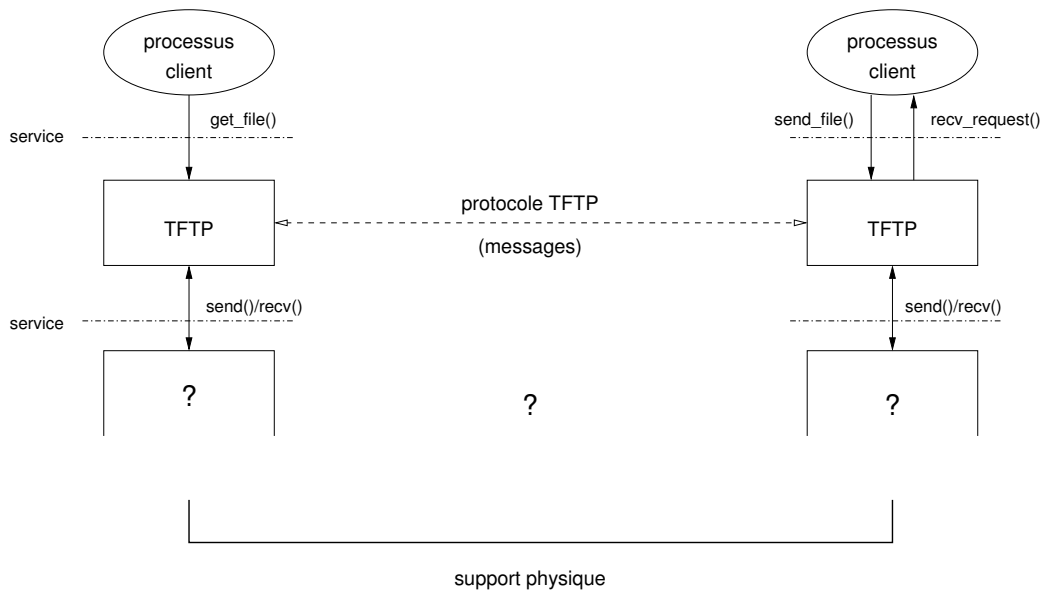 processus
client
processus
client
get_file()
send_file()
recv_request()
service
protocole TFTP
TFTP
TFTP
(messages)
send()/recv()
send()/recv()
service
?
?
?
support physique